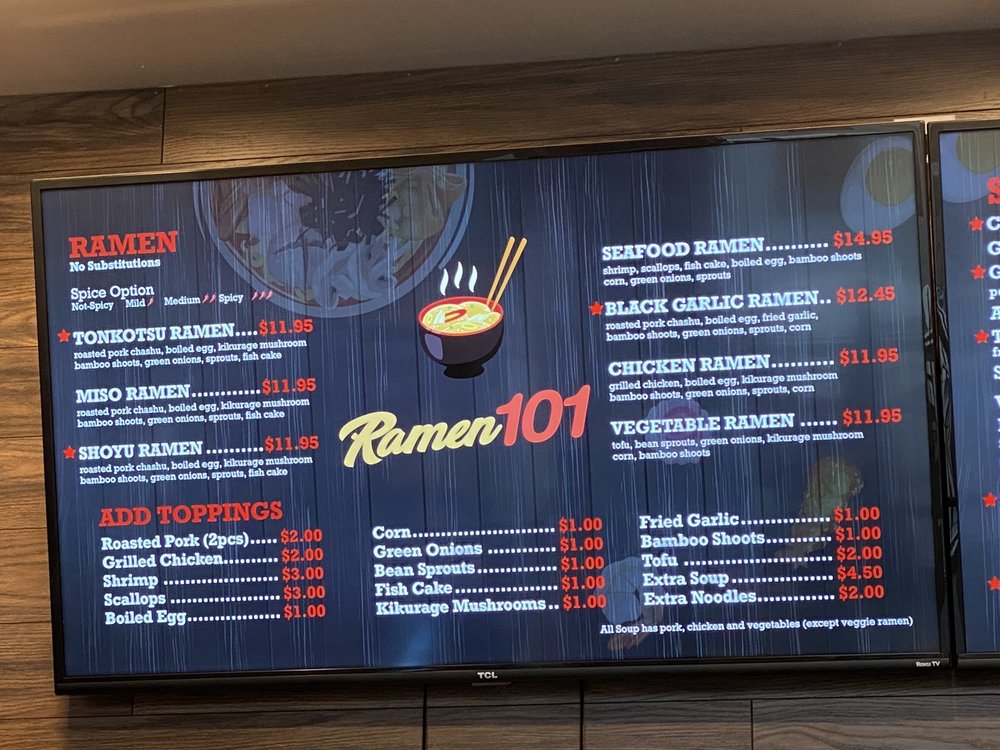 RAMEN
No Substitutions
Spice Option
Not-Spicy Mild Medium Spicy
TONKOTSU RAMEN....$11.95
roasted pork chashu, boiled egg, kikurage mushroom
bamboo shoots, green onions, sprouts, fish cake
MISO RAMEN............$11.95
roasted pork chashu, boiled egg, kikurage mushroom
bamboo shoots, green onions, sprouts, fish cake
SHOYU RAMEN..........$11.95
roasted pork chashu, boiled egg, kikurage mushroom
bamboo shoots, green onions, sprouts, fish cake
Ramen101
SEAFOOD RAMEN........... $14.95
shrimp, scallops, fish cake, boiled egg, bamboo shoots
corn, green onions, sprouts
BLACK GARLIC RAMEN.. $12.45
roasted pork chashu, boiled egg, fried garlic,
bamboo shoots, green onions, sprouts, corn
CHICKEN RAMEN.......... $11.95
grilled chicken, boiled egg, kikurage mushroom
bamboo shoots, green onions, sprouts, corn
VEGETABLE RAMEN ...... $11.95
tofu, bean sprouts, green onions, kikurage mushroom
corn, bamboo shoots
ADD TOPPINGS
Roasted Pork (2pcs)..... $2.00
Grilled Chicken........... $2.00
Shrimp ..................... $3.00
Scallops .................... $3.00
Boiled Egg................. $1.00
Corn......................... $1.00
Green Onions ............ $1.00
Bean Sprouts.............. $1.00
Fish Cake.................. $1.00
Kikurage Mushrooms.. $1.00
Fried Garlic............... $1.00
Bamboo Shoots........... $1.00
Tofu ........................ $2.00
Extra Soup................ $4.50
Extra Noodles............ $2.00
All Soup has pork, chicken and vegetables (except veggie ramen)
TCL
Roku TV